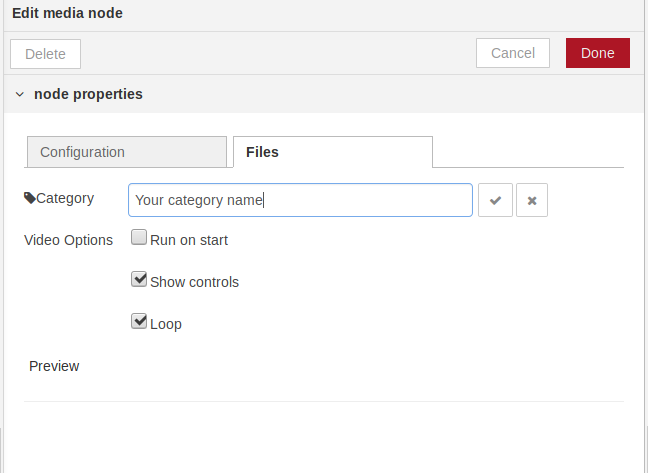 Edit media node
Delete
Cancel
Done
node properties
Configuration
Files
Category
Your category name
Video Options
Run on start
Show controls
Loop
Preview